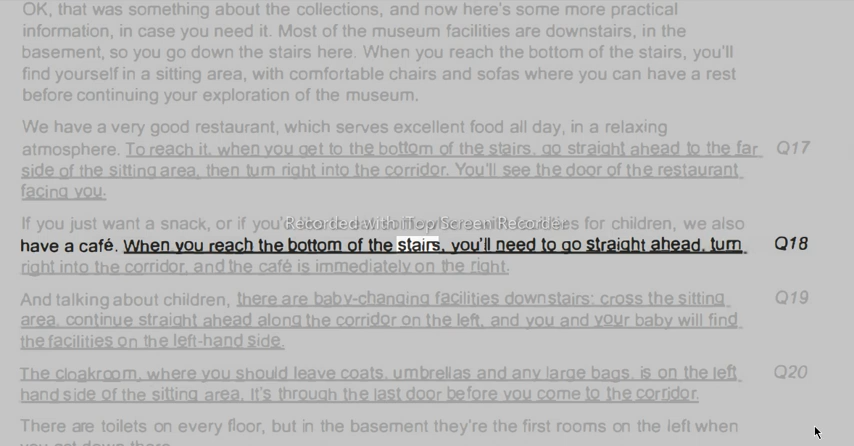 OK, that was something about the collections, and now here's some more practical
information, in case you need it. Most of the museum facilities are downstairs, in the
basement, so you go down the stairs here. When you reach the bottom of the stairs, you'll
find yourself in a sitting area, with comfortable chairs and sofas where you can have a rest
before continuing your exploration of the museum.
We have a very good restaurant, which serves excellent food all day, in a relaxing
atmosphere. To reach it, when you get to the bottom of the stairs, go straight ahead to the far Q17
side of the sitting area, then turn right into the corridor. You'll see the door of the restaurant
facing you.
If you just want a snack, or if you'd Recorded with iTop Screen Recorder for children, we also
have a café. When you reach the bottom of the stairs, you'll need to go straight ahead, turn Q18
right into the corridor, and the café is immediately on the right.
And talking about children, there are baby-changing facilities downstairs: cross the sitting Q19
area, continue straight ahead along the corridor on the left, and you and your baby will find
the facilities on the left-hand side.
The cloakroom, where you should leave coats, umbrellas and any large bags, is on the left Q20
hand side of the sitting area. It's through the last door before you come to the corridor.
There are toilets on every floor, but in the basement they're the first rooms on the left when
you get down there.